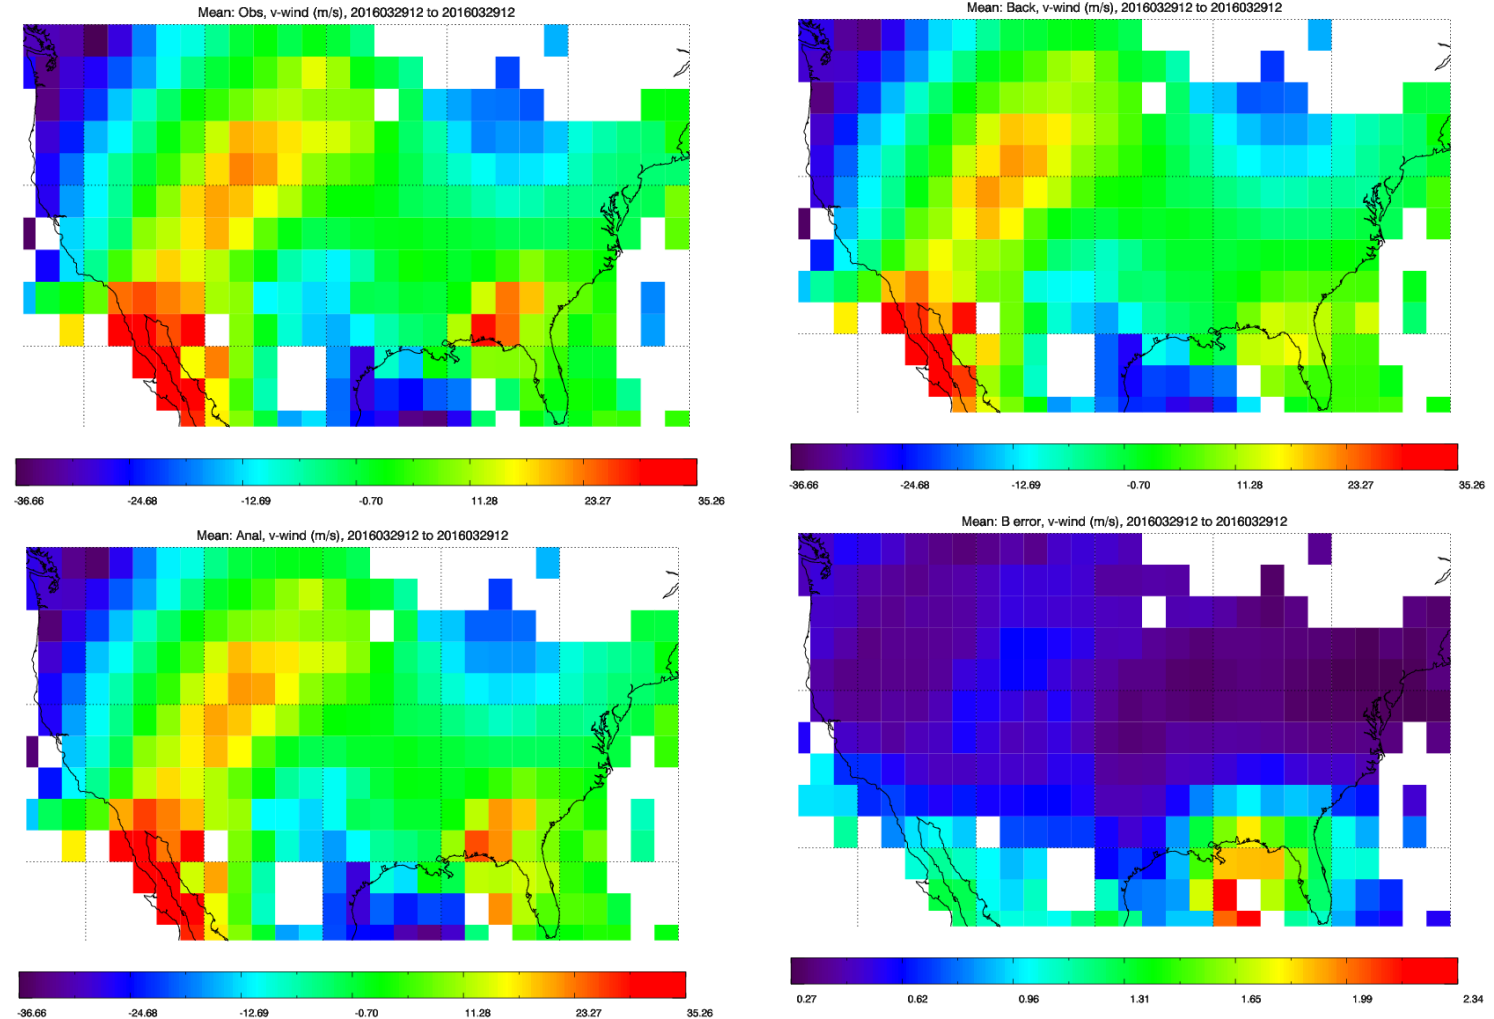 Mean: Obs, v-wind (m/s), 2016032912 to 2016032912
-36.66 -24.68 -12.69 -0.70 11.28 23.27 35.26
Mean: Back, v-wind (m/s), 2016032912 to 2016032912
-36.66 -24.68 -12.69 -0.70 11.28 23.27 35.26
Mean: Anal, v-wind (m/s), 2016032912 to 2016032912
-36.66 -24.68 -12.69 -0.70 11.28 23.27 35.26
Mean: B error, v-wind (m/s), 2016032912 to 2016032912
0.27 0.62 0.96 1.31 1.65 1.99 2.34